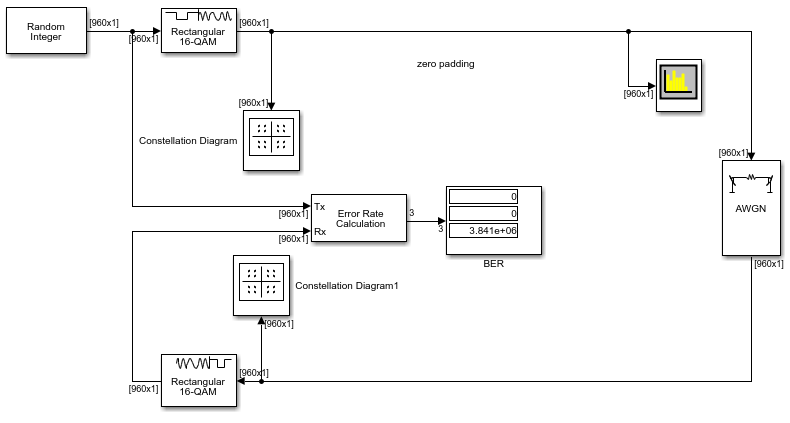 Random
Integer
[960x1]
[960x1]
Rectangular
16-QAM
[960x1]
zero padding
[960x1]
[960x1]
Constellation Diagram
[960x1]
AWGN
[960x1]
Tx
[960x1]
Rx
[960x1]
Error Rate
Calculation
3
3
0
0
3.841e+06
BER
Constellation Diagram1
[960x1]
[960x1]
Rectangular
16-QAM
[960x1]